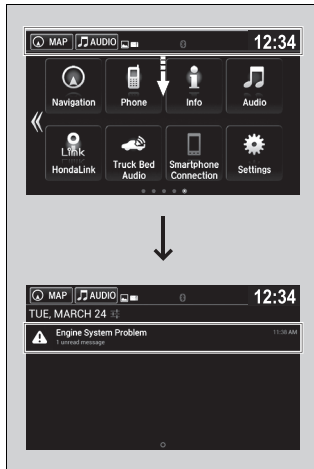 MAP AUDIO 12:34
Navigation Phone Info Audio
Link
HondaLink Truck Bed Audio Smartphone Connection Settings
MAP AUDIO 12:34
TUE, MARCH 24
Engine System Problem 11:38 AM
1 unread message